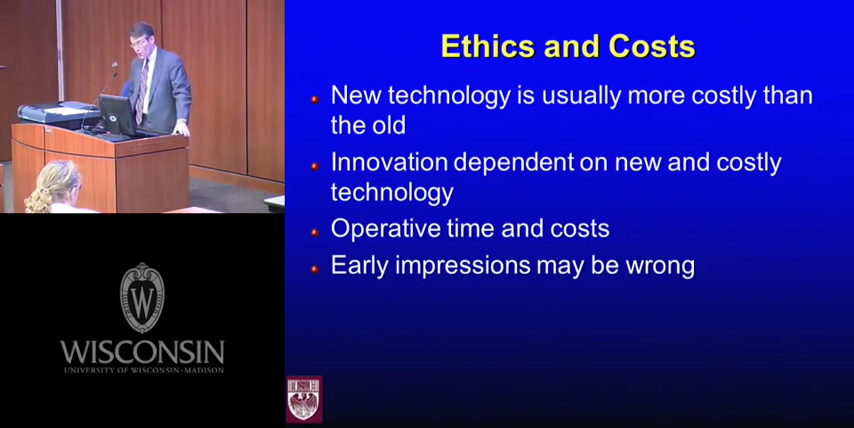 Ethics and Costs
New technology is usually more costly than
the old
Innovation dependent on new and costly
technology
Operative time and costs
Early impressions may be wrong
W
WISCONSIN
UNIVERSITY OF WISCONSIN–MADISON